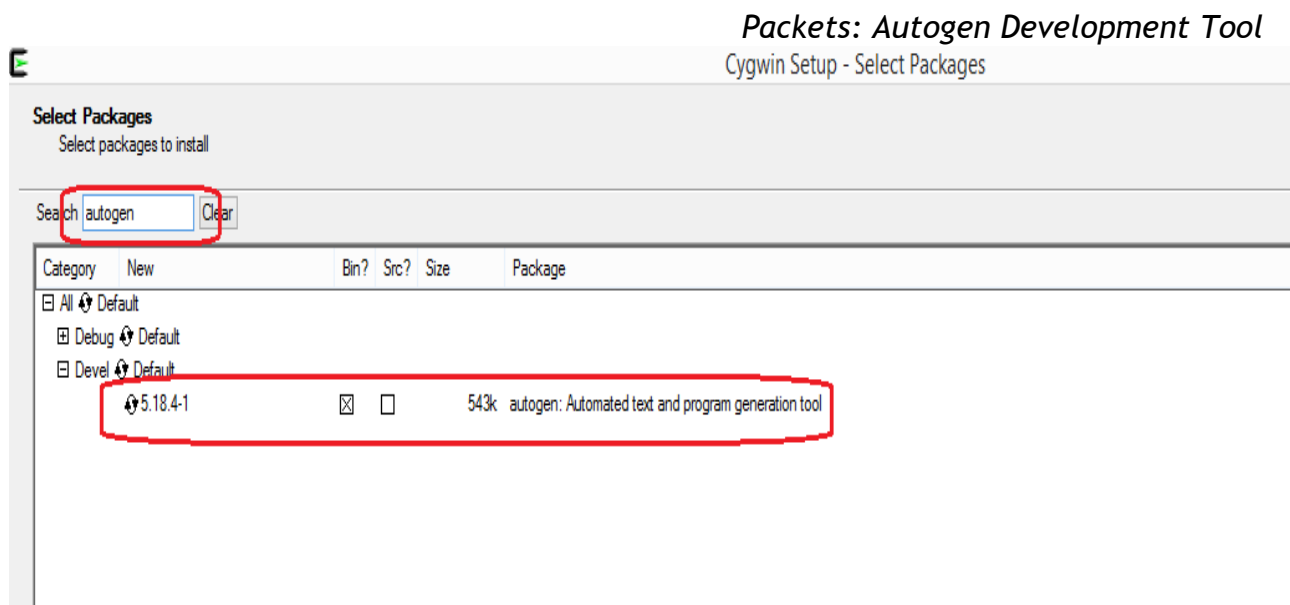 Packets: Autogen Development Tool
Cygwin Setup - Select Packages
Select Packages
Select packages to install
Search autogen Clear
Category New Bin? Src? Size Package
All Default
Debug Default
Devel Default
5.18.4-1 543k autogen: Automated text and program generation tool